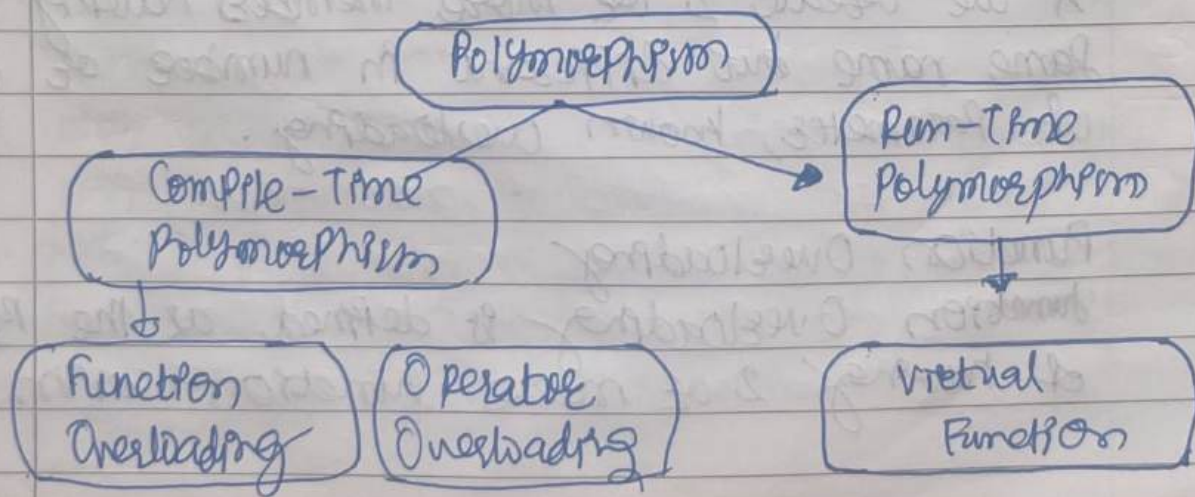 Polymorphism
Compile-Time
Polymorphism
Run-Time
Polymorphism
Function
Overloading
Operator
Overloading
Virtual
Function